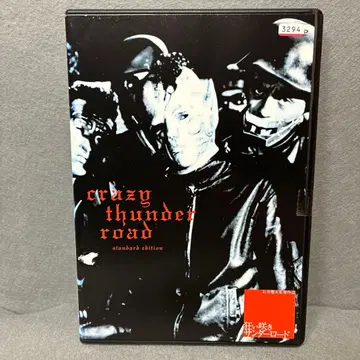 3294
crazy
thunder
road
standard edition
狂い咲き
サンダーロード